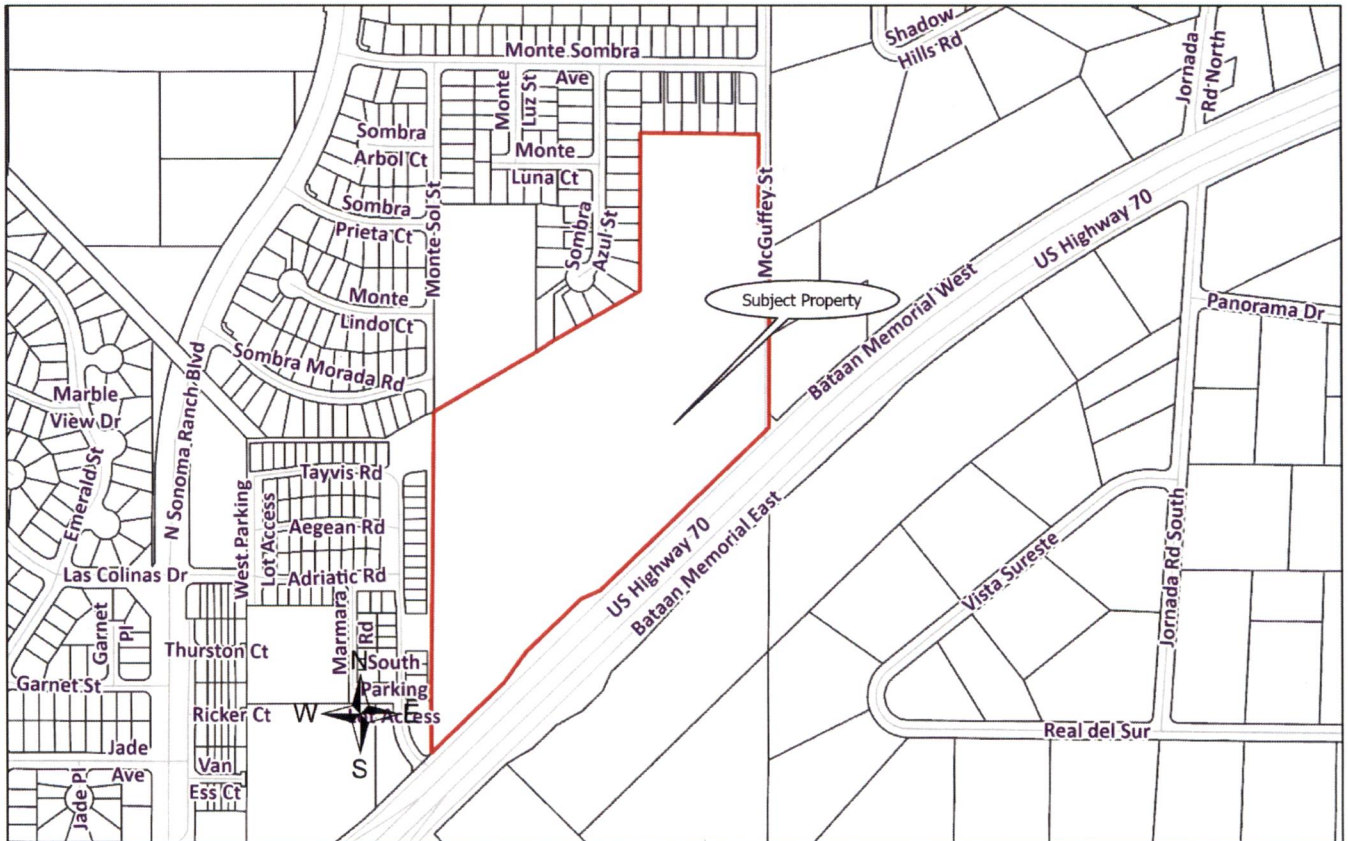 Shadow
Hills Rd
Jornada
Rd North
Monte Sombra
Ave
Monte
Luz St
Sombra
Arbol Ct
Monte
Luna Ct
Sombra
Prieta Ct
Monte Sol St
Sombra
Azul St
McGuffey St
Monte
Lindo Ct
Subject Property
Bataan Memorial West
US Highway 70
Panorama Dr
Sombra Morada Rd
N Sonoma Ranch Blvd
Marble
View Dr
Emerald St
Tayvis Rd
West Parking
Lot Access
Aegean Rd
Adriatic Rd
Las Colinas Dr
US Highway 70
Bataan Memorial East
Vista Sureste
Jornada Rd South
Garnet
Pl
Marmara
Rd
Thurston Ct
South
Parking
Lot Access
Garnet St
N
W
E
S
Ricker Ct
Real del Sur
Jade
Ave
Van
Ess Ct
Jade Pl